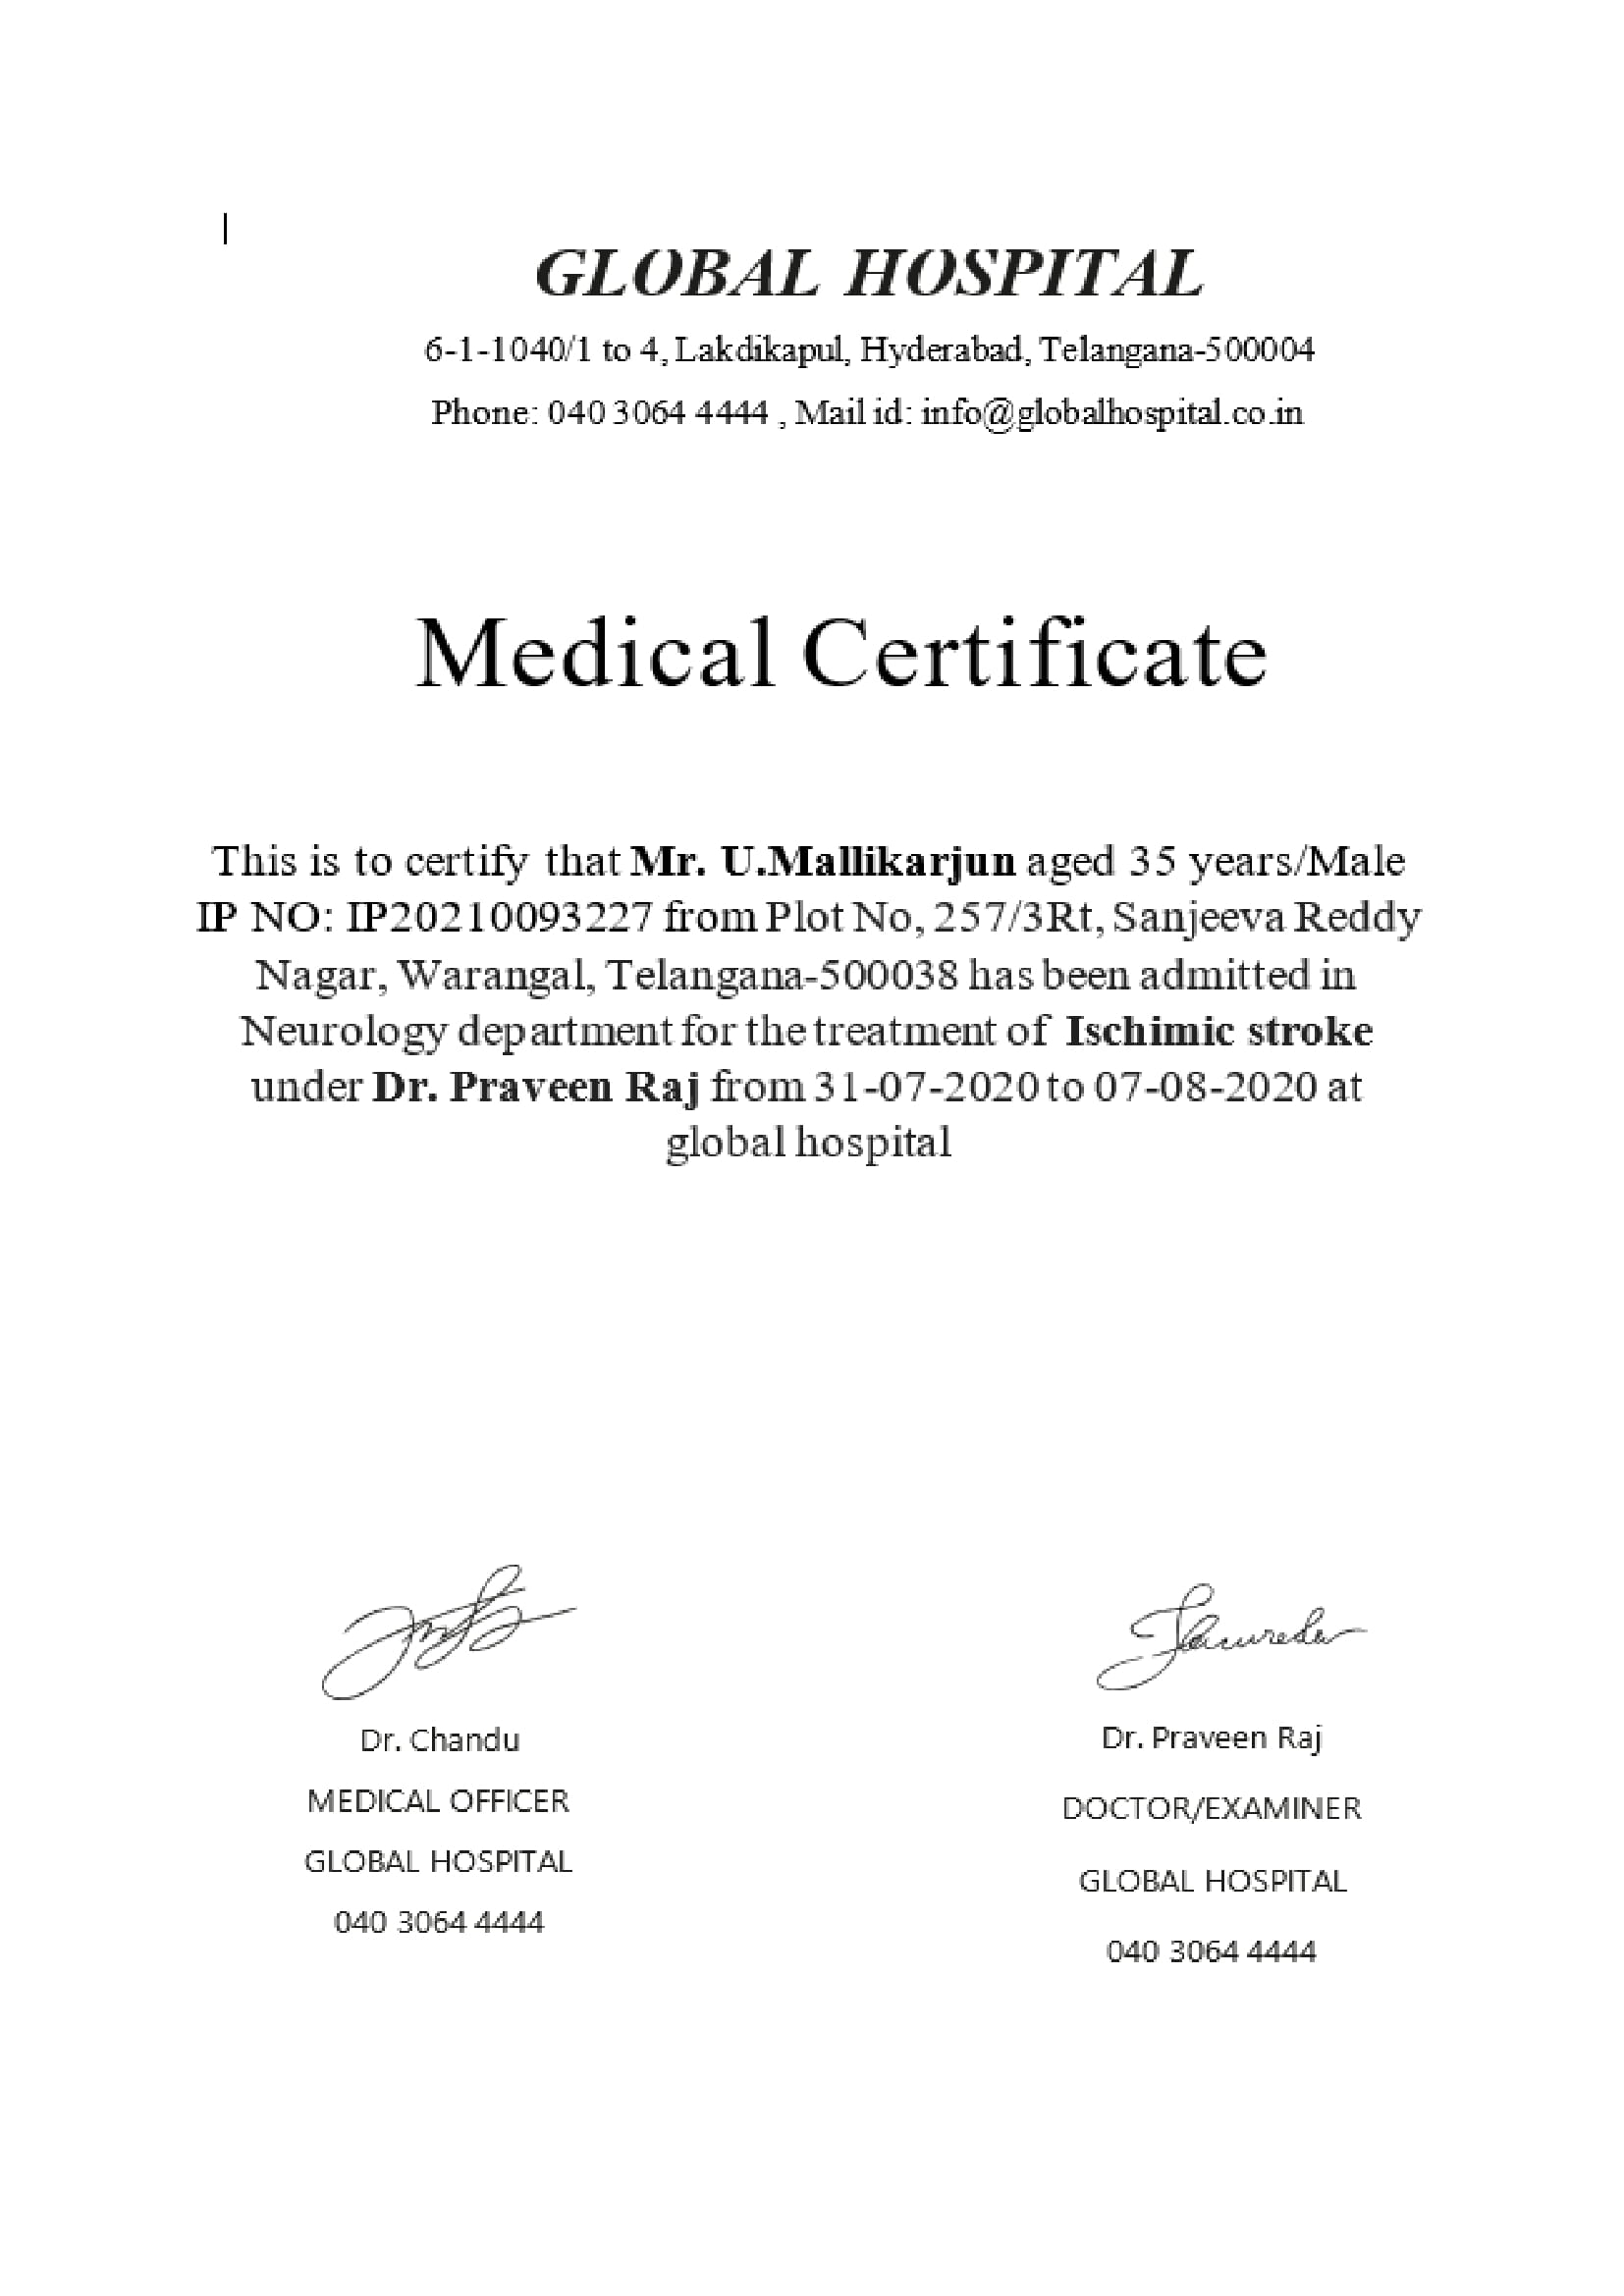 GLOBAL HOSPITAL
6-1-1040/1 to 4, Lakdikapul, Hyderabad, Telangana-500004
Phone: 040 3064 4444 , Mail id: info@globalhospital.co.in
Medical Certificate
This is to certify that Mr. U.Mallikarjun aged 35 years/Male
IP NO: IP20210093227 from Plot No, 257/3Rt, Sanjeeva Reddy
Nagar, Warangal, Telangana-500038 has been admitted in
Neurology department for the treatment of Ischimic stroke
under Dr. Praveen Raj from 31-07-2020 to 07-08-2020 at
global hospital
Dr. Chandu
MEDICAL OFFICER
GLOBAL HOSPITAL
040 3064 4444
Dr. Praveen Raj
DOCTOR/EXAMINER
GLOBAL HOSPITAL
040 3064 4444